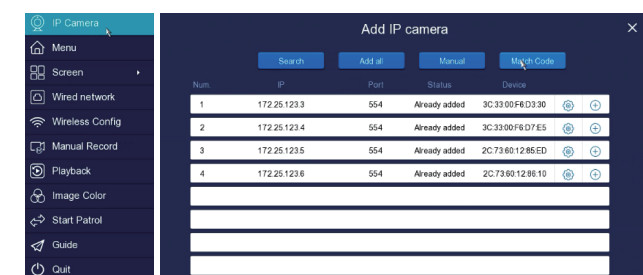 IP Camera
Menu
Screen
Wired network
Wireless Config
Manual Record
Playback
Image Color
Start Patrol
Guide
Quit
Add IP camera
Search Add all Manual Match Code
Num. IP Port Status Device
1 172.25.123.3 554 Already added 3C:33:00:F6:D3:30
2 172.25.123.4 554 Already added 3C:33:00:F6:D7:E5
3 172.25.123.5 554 Already added 2C:73:60:12:85:ED
4 172.25.123.6 554 Already added 2C:73:60:12:86:10